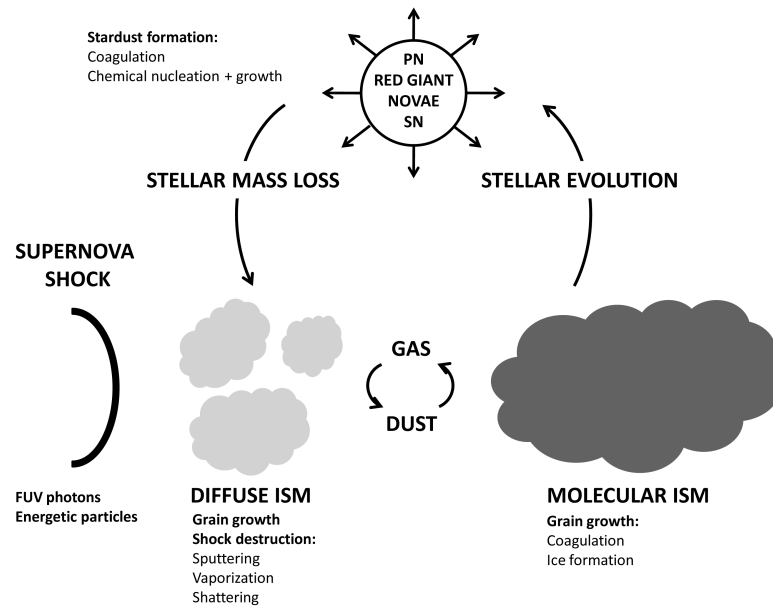 Stardust formation:
Coagulation
Chemical nucleation + growth
PN
RED GIANT
NOVAE
SN
STELLAR MASS LOSS
STELLAR EVOLUTION
SUPERNOVA
SHOCK
GAS
DUST
FUV photons
Energetic particles
DIFFUSE ISM
Grain growth
Shock destruction:
Sputtering
Vaporization
Shattering
MOLECULAR ISM
Grain growth:
Coagulation
Ice formation